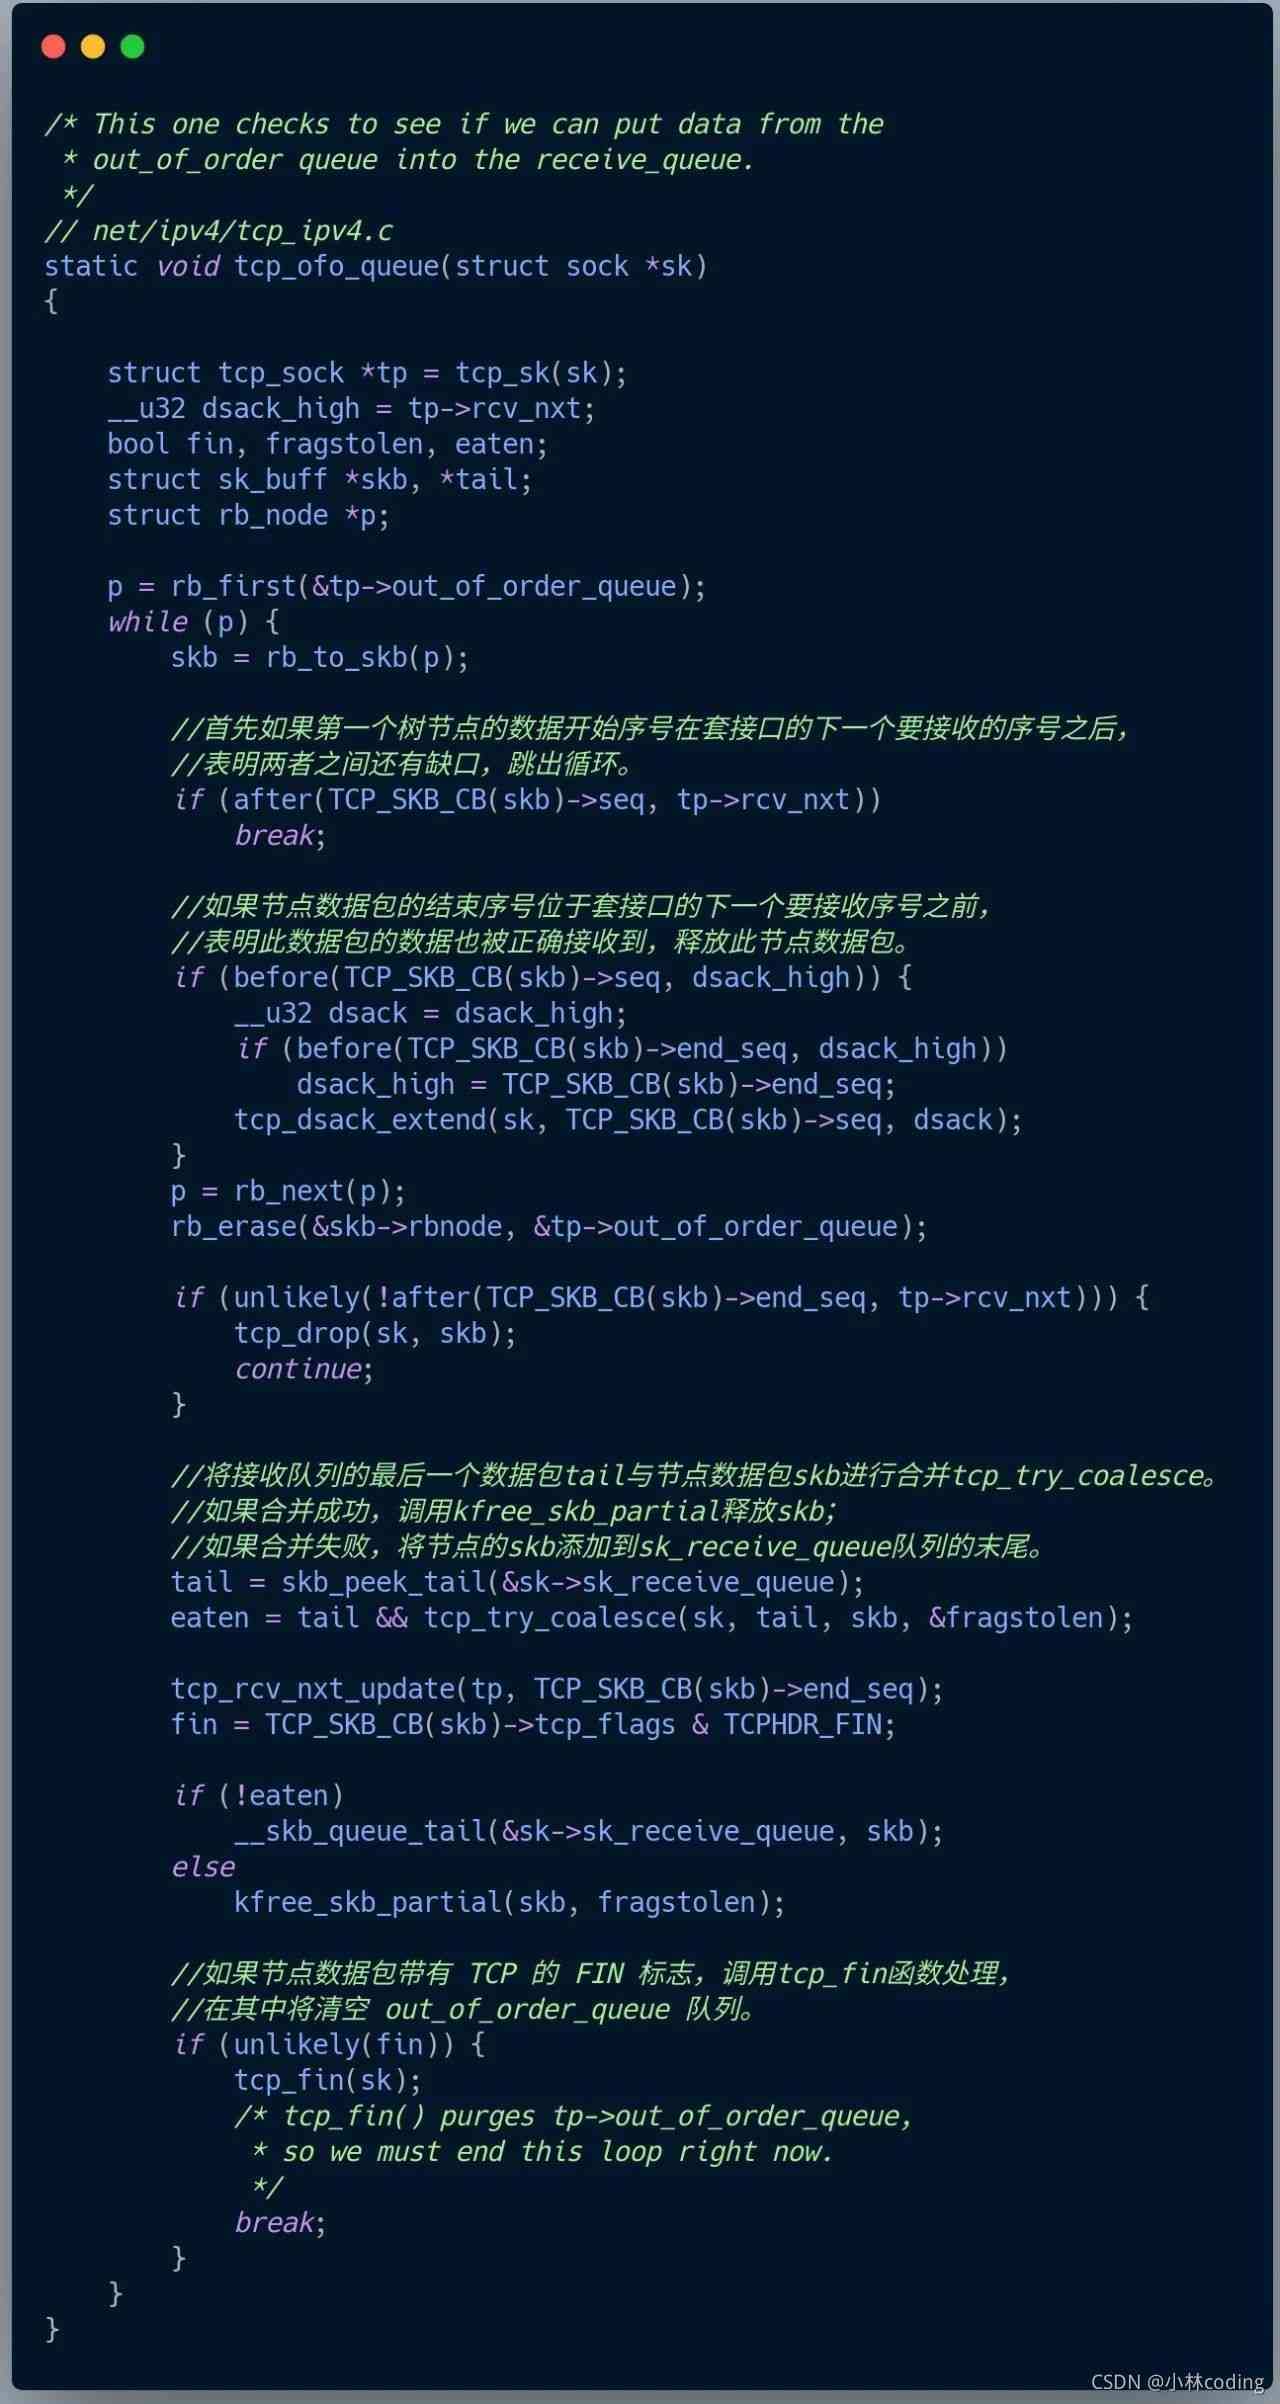 /* This one checks to see if we can put data from the
 * out_of_order queue into the receive_queue.
 */
// net/ipv4/tcp_ipv4.c
static void tcp_ofo_queue(struct sock *sk)
{
    struct tcp_sock *tp = tcp_sk(sk);
    __u32 dsack_high = tp->rcv_nxt;
    bool fin, fragstolen, eaten;
    struct sk_buff *skb, *tail;
    struct rb_node *p;

    p = rb_first(&tp->out_of_order_queue);
    while (p) {
        skb = rb_to_skb(p);

        //首先如果第一个树节点的数据开始序号在套接口的下一个要接收的序号之后，
        //表明两者之间还有缺口，跳出循环。
        if (after(TCP_SKB_CB(skb)->seq, tp->rcv_nxt))
            break;

        //如果节点数据包的结束序号位于套接口的下一个要接收序号之前，
        //表明此数据包的数据也被正确接收到，释放此节点数据包。
        if (before(TCP_SKB_CB(skb)->seq, dsack_high)) {
            __u32 dsack = dsack_high;
            if (before(TCP_SKB_CB(skb)->end_seq, dsack_high))
                dsack_high = TCP_SKB_CB(skb)->end_seq;
            tcp_dsack_extend(sk, TCP_SKB_CB(skb)->seq, dsack);
        }
        p = rb_next(p);
        rb_erase(&skb->rbnode, &tp->out_of_order_queue);

        if (unlikely(!after(TCP_SKB_CB(skb)->end_seq, tp->rcv_nxt))) {
            tcp_drop(sk, skb);
            continue;
        }

        //将接收队列的最后一个数据包tail与节点数据包skb进行合并tcp_try_coalesce。
        //如果合并成功，调用kfree_skb_partial释放skb；
        //如果合并失败，将节点的skb添加到sk_receive_queue队列的末尾。
        tail = skb_peek_tail(&sk->sk_receive_queue);
        eaten = tail && tcp_try_coalesce(sk, tail, skb, &fragstolen);

        tcp_rcv_nxt_update(tp, TCP_SKB_CB(skb)->end_seq);
        fin = TCP_SKB_CB(skb)->tcp_flags & TCPHDR_FIN;

        if (!eaten)
            __skb_queue_tail(&sk->sk_receive_queue, skb);
        else
            kfree_skb_partial(skb, fragstolen);

        //如果节点数据包带有 TCP 的 FIN 标志，调用tcp_fin函数处理，
        //在其中将清空 out_of_order_queue 队列。
        if (unlikely(fin)) {
            tcp_fin(sk);
            /* tcp_fin() purges tp->out_of_order_queue,
             * so we must end this loop right now.
             */
            break;
        }
    }
}
CSDN @小林coding